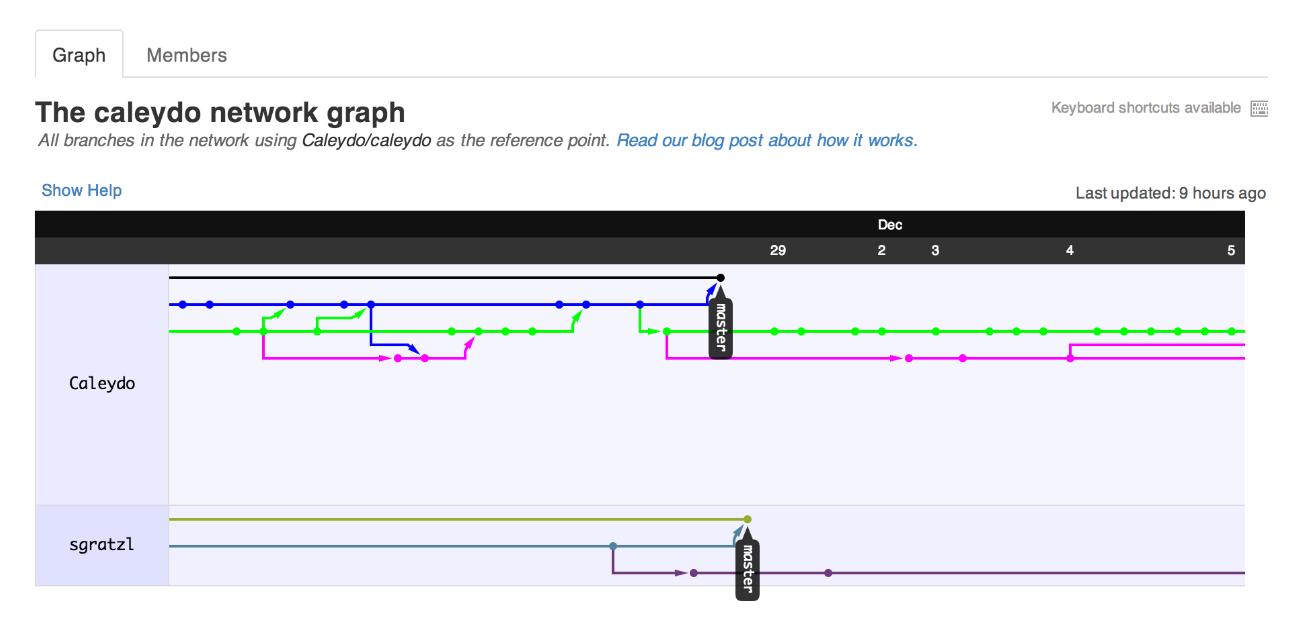 Graph Members
The caleydo network graph
Keyboard shortcuts available
All branches in the network using Caleydo/caleydo as the reference point. Read our blog post about how it works.
Show Help
Last updated: 9 hours ago
Dec
29 2 3 4 5
master
Caleydo
sgratzl
master